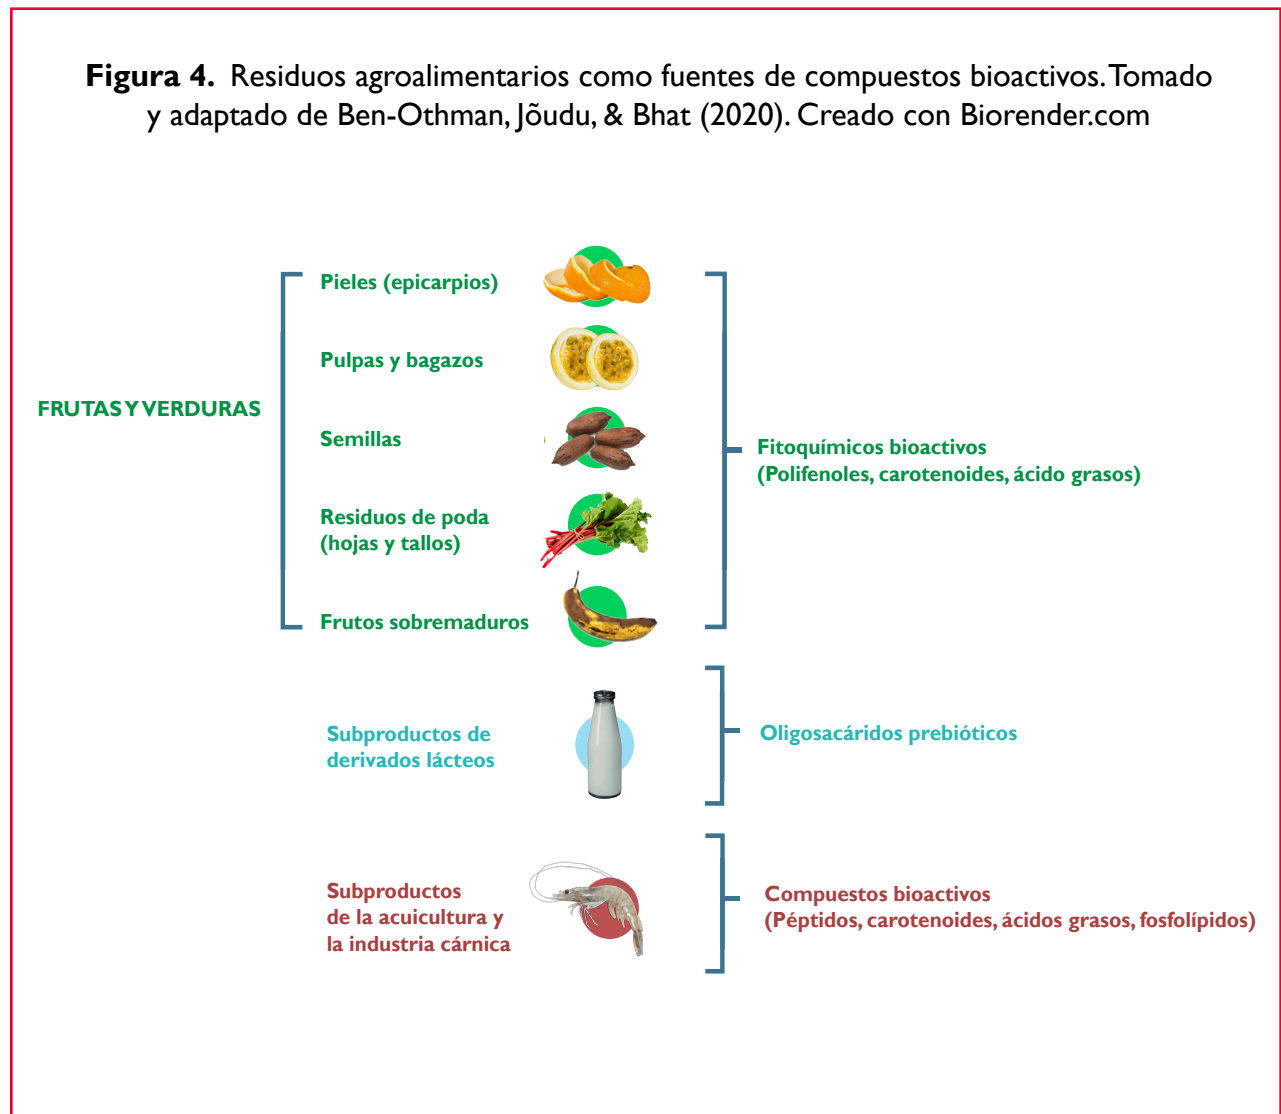 Figura 4. Residuos agroalimentarios como fuentes de compuestos bioactivos. Tomado
y adaptado de Ben-Othman, Jõudu, & Bhat (2020). Creado con Biorender.com
FRUTAS Y VERDURAS
Pieles (epicarpios)
Pulpas y bagazos
Semillas
Residuos de poda
(hojas y tallos)
Frutos sobremaduros
Fitoquímicos bioactivos
(Polifenoles, carotenoides, ácido grasos)
Subproductos de
derivados lácteos
Oligosacáridos prebióticos
Subproductos
de la acuicultura y
la industria cárnica
Compuestos bioactivos
(Péptidos, carotenoides, ácidos grasos, fosfolípidos)